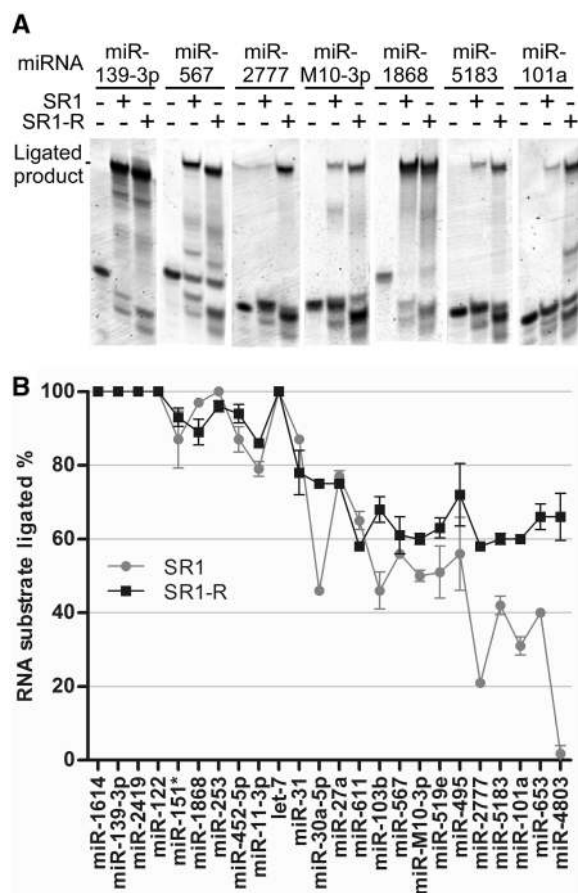 A
miRNA
miR-139-3p
miR-567
miR-2777
miR-M10-3p
miR-1868
miR-5183
miR-101a
SR1 - + - - + - - + - - + - - + - - + - - + -
SR1-R - - + - - + - - + - - + - - + - - + - - +
Ligated
product
B
100
80
60
40
20
0
RNA substrate ligated %
SR1
SR1-R
miR-1614
miR-139-3p
miR-2419
miR-122
miR-151*
miR-1868
miR-253
miR-452-5p
miR-11-3p
let-7
miR-31
miR-30a-5p
miR-27a
miR-611
miR-103b
miR-567
miR-M10-3p
miR-519e
miR-495
miR-2777
miR-5183
miR-101a
miR-653
miR-4803